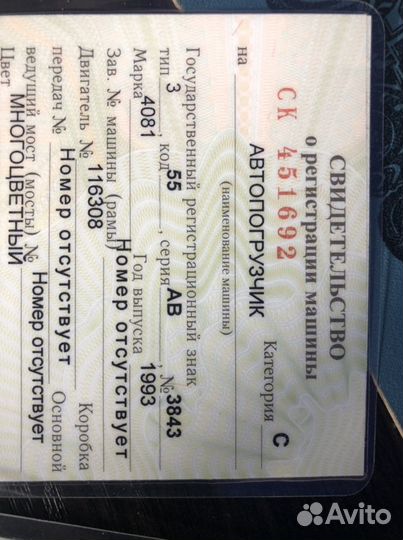 СВИДЕТЕЛЬСТВО
о регистрации машины
СК 451692
Категория С
на АВТОПОГРУЗЧИК
(наименование машины)
Государственный регистрационный знак
тип 3, код 55, серия АВ, № 3843
Марка 4081 Год выпуска 1993
Зав. № машины (рамы) Номер отсутствует
Двигатель № 116308 Коробка
передач № Номер отсутствует Основной
ведущий мост (мосты) № Номер отсутствует
Цвет МНОГОЦВЕТНЫЙ
Avito